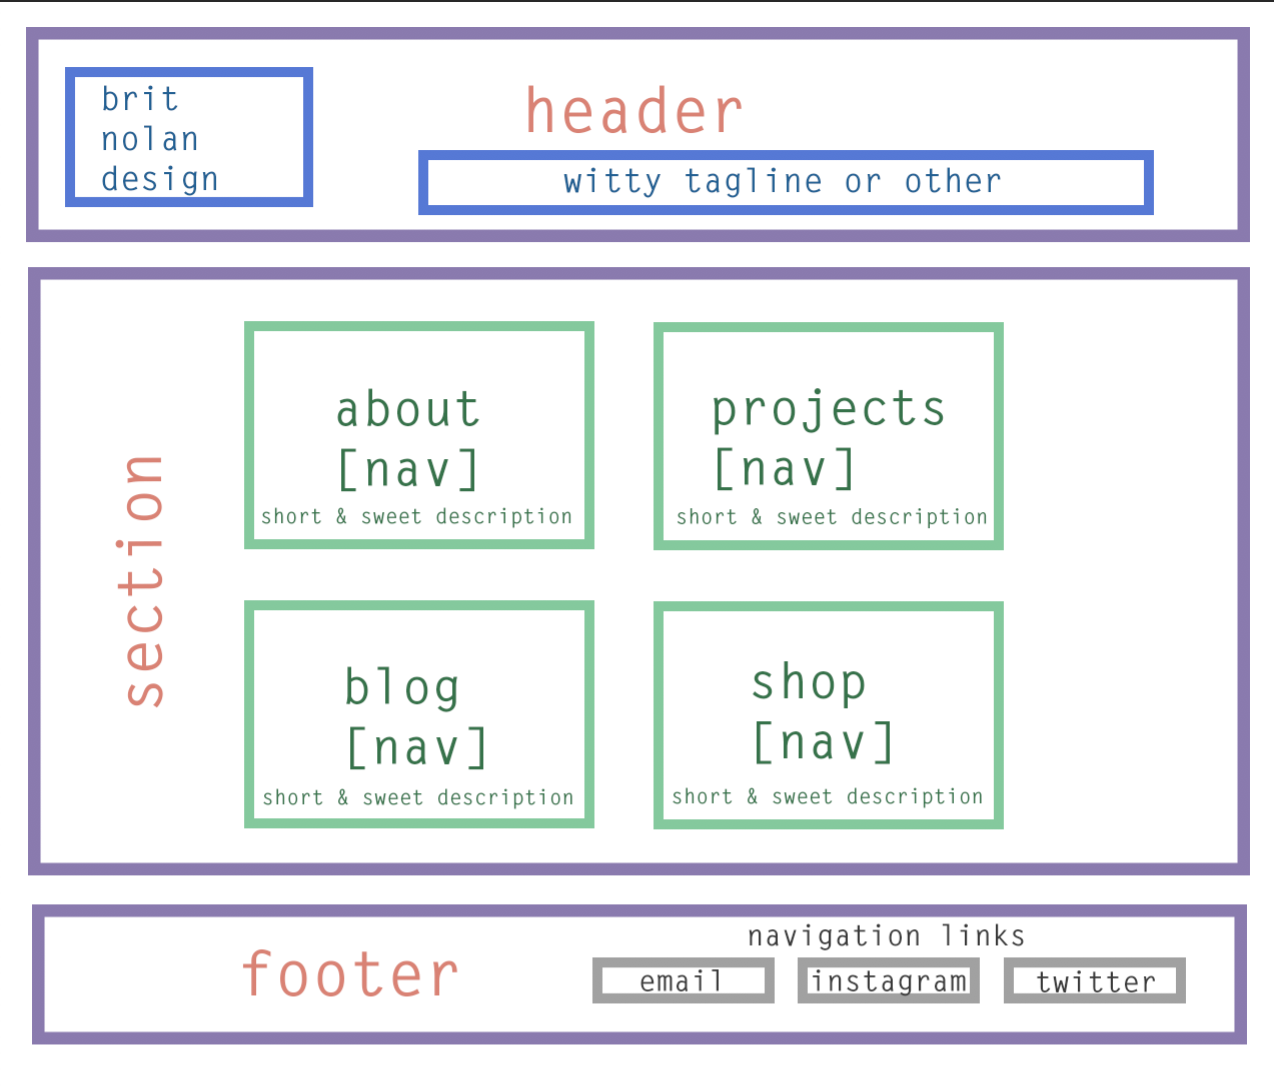 brit
nolan
design
header
witty tagline or other
section
about
[nav]
short & sweet description
projects
[nav]
short & sweet description
blog
[nav]
short & sweet description
shop
[nav]
short & sweet description
footer
navigation links
email
instagram
twitter